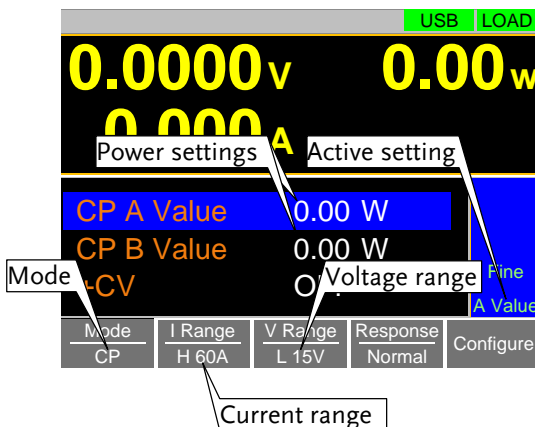 USB LOAD
0.0000 V 0.00 W
0.000 A
Power settings
Active setting
CP A Value 0.00 W
CP B Value 0.00 W
+CV
Mode
Voltage range
Fine
A Value
Mode I Range V Range Response Configure
CP H 60A L 15V Normal
Current range